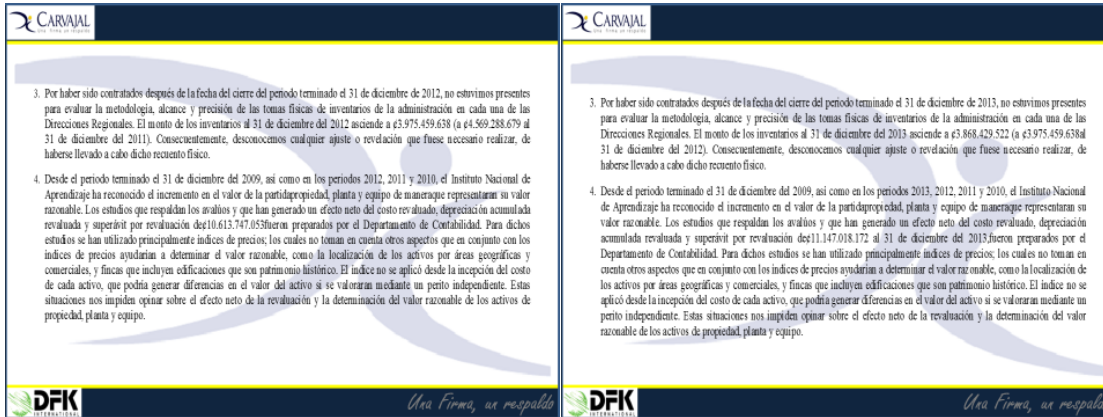 CARVAJAL
Una firma un respaldo
3. Por haber sido contratados después de la fecha del cierre del periodo terminado el 31 de diciembre de 2012, no estuvimos presentes
para evaluar la metodología, alcance y precisión de las tomas físicas de inventarios de la administración en cada una de las
Direcciones Regionales. El monto de los inventarios al 31 de diciembre del 2012 asciende a ¢3.975.459.638 (a ¢4.569.288.679 al
31 de diciembre del 2011). Consecuentemente, desconocemos cualquier ajuste o revelación que fuese necesario realizar, de
haberse llevado a cabo dicho recuento físico.
4. Desde el periodo terminado el 31 de diciembre del 2009, así como en los periodos 2012, 2011 y 2010, el Instituto Nacional de
Aprendizaje ha reconocido el incremento en el valor de la partidapropiedad, planta y equipo de maneraque representaran su valor
razonable. Los estudios que respaldan los avalúos y que han generado un efecto neto del costo revaluado, depreciación acumulada
revaluada y superávit por revaluación de¢10.613.747.053fueron preparados por el Departamento de Contabilidad. Para dichos
estudios se han utilizado principalmente índices de precios; los cuales no toman en cuenta otros aspectos que en conjunto con los
índices de precios ayudarían a determinar el valor razonable, como la localización de los activos por áreas geográficas y
comerciales, y fincas que incluyen edificaciones que son patrimonio histórico. El índice no se aplicó desde la incepción del costo
de cada activo, que podría generar diferencias en el valor del activo si se valoraran mediante un perito independiente. Estas
situaciones nos impiden opinar sobre el efecto neto de la revaluación y la determinación del valor razonable de los activos de
propiedad, planta y equipo.
DFK
INTERNATIONAL
Una Firma, un respaldo
CARVAJAL
Una firma un respaldo
3. Por haber sido contratados después de la fecha del cierre del periodo terminado el 31 de diciembre de 2013, no estuvimos presentes
para evaluar la metodología, alcance y precisión de las tomas físicas de inventarios de la administración en cada una de las
Direcciones Regionales. El monto de los inventarios al 31 de diciembre del 2013 asciende a ¢3.868.429.522 (a ¢3.975.459.638al
31 de diciembre del 2012). Consecuentemente, desconocemos cualquier ajuste o revelación que fuese necesario realizar, de
haberse llevado a cabo dicho recuento físico.
4. Desde el periodo terminado el 31 de diciembre del 2009, así como en los periodos 2013, 2012, 2011 y 2010, el Instituto Nacional
de Aprendizaje ha reconocido el incremento en el valor de la partidapropiedad, planta y equipo de maneraque representaran su
valor razonable. Los estudios que respaldan los avalúos y que han generado un efecto neto del costo revaluado, depreciación
acumulada revaluada y superávit por revaluación de¢11.147.018.172 al 31 de diciembre del 2013,fueron preparados por el
Departamento de Contabilidad. Para dichos estudios se han utilizado principalmente índices de precios; los cuales no toman en
cuenta otros aspectos que en conjunto con los índices de precios ayudarían a determinar el valor razonable, como la localización de
los activos por áreas geográficas y comerciales, y fincas que incluyen edificaciones que son patrimonio histórico. El índice no se
aplicó desde la incepción del costo de cada activo, que podría generar diferencias en el valor del activo si se valoraran mediante un
perito independiente. Estas situaciones nos impiden opinar sobre el efecto neto de la revaluación y la determinación del valor
razonable de los activos de propiedad, planta y equipo.
DFK
INTERNATIONAL
Una Firma, un respaldo